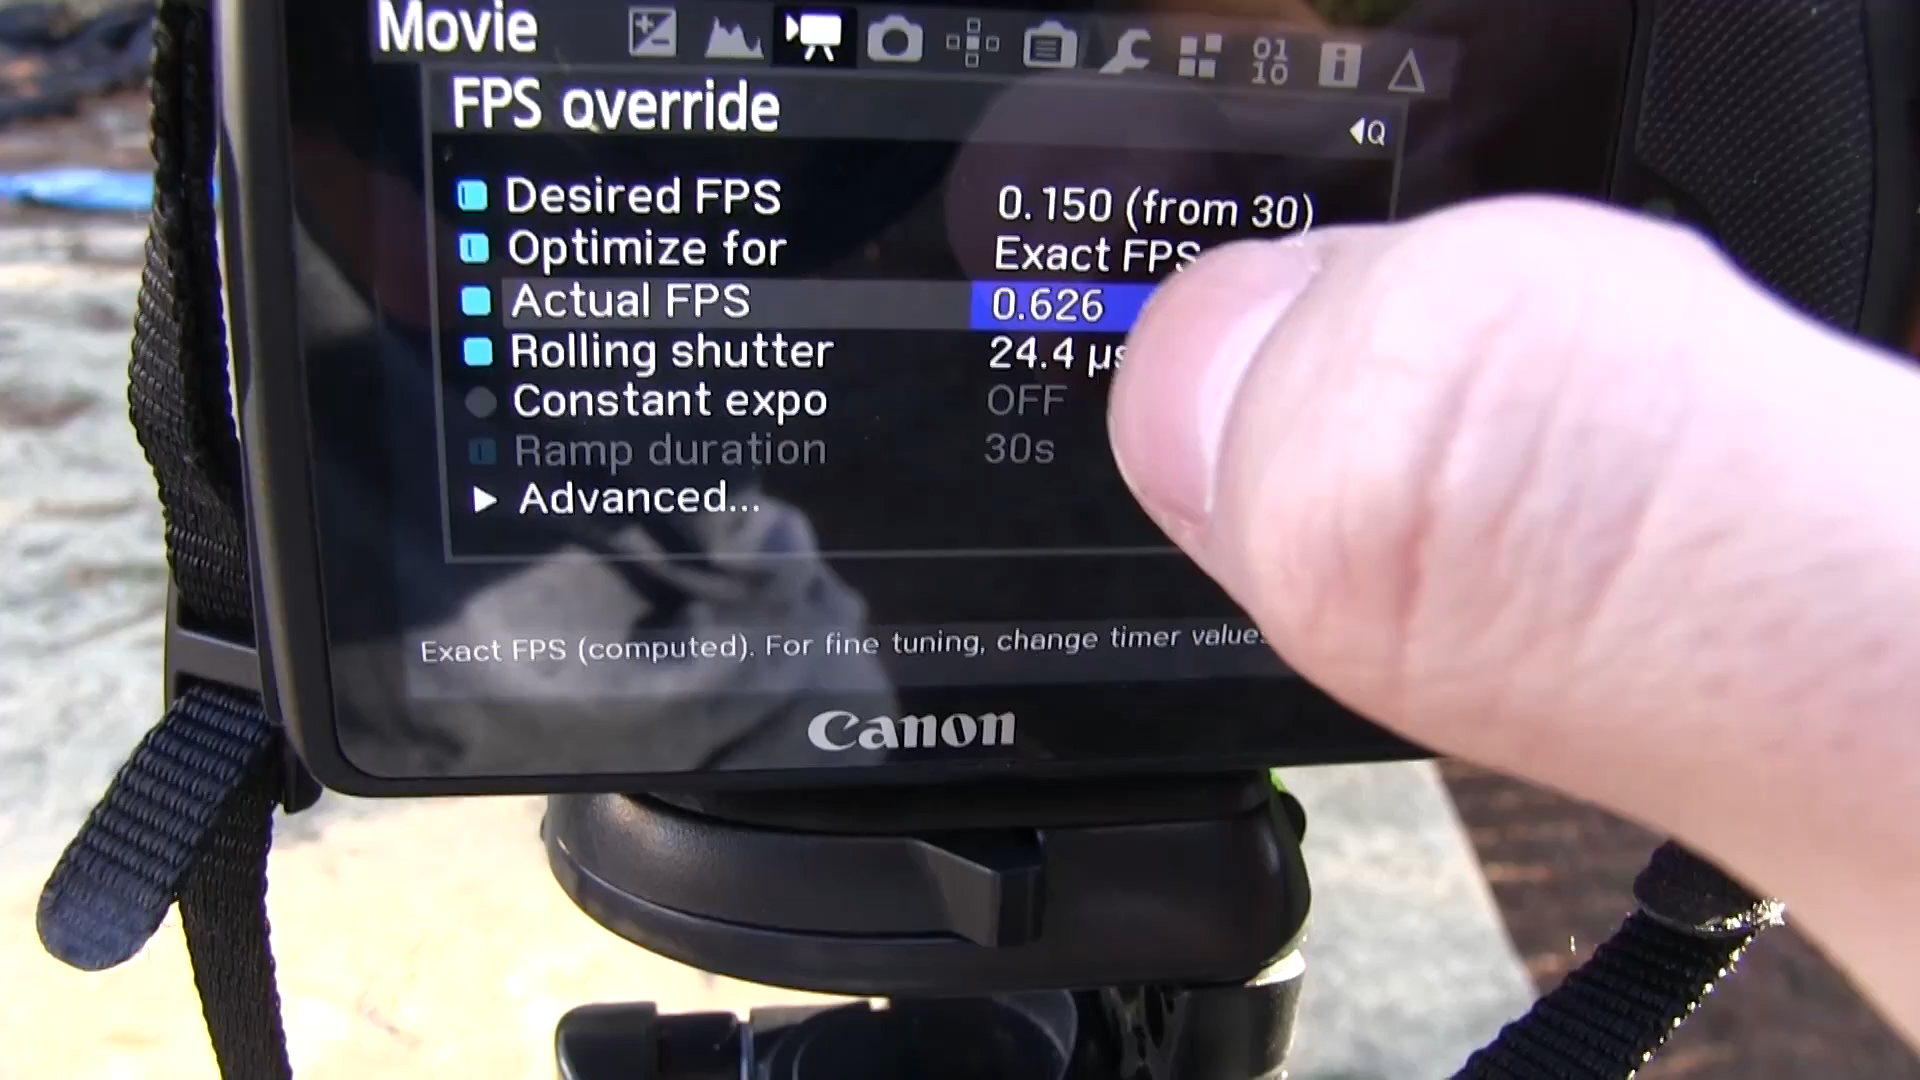 Movie
01
10
FPS override
Q
Desired FPS 0.150 (from 30)
Optimize for Exact FPS
Actual FPS 0.626
Rolling shutter 24.4 µs
Constant expo OFF
Ramp duration 30s
Advanced...
Exact FPS (computed). For fine tuning, change timer
Canon